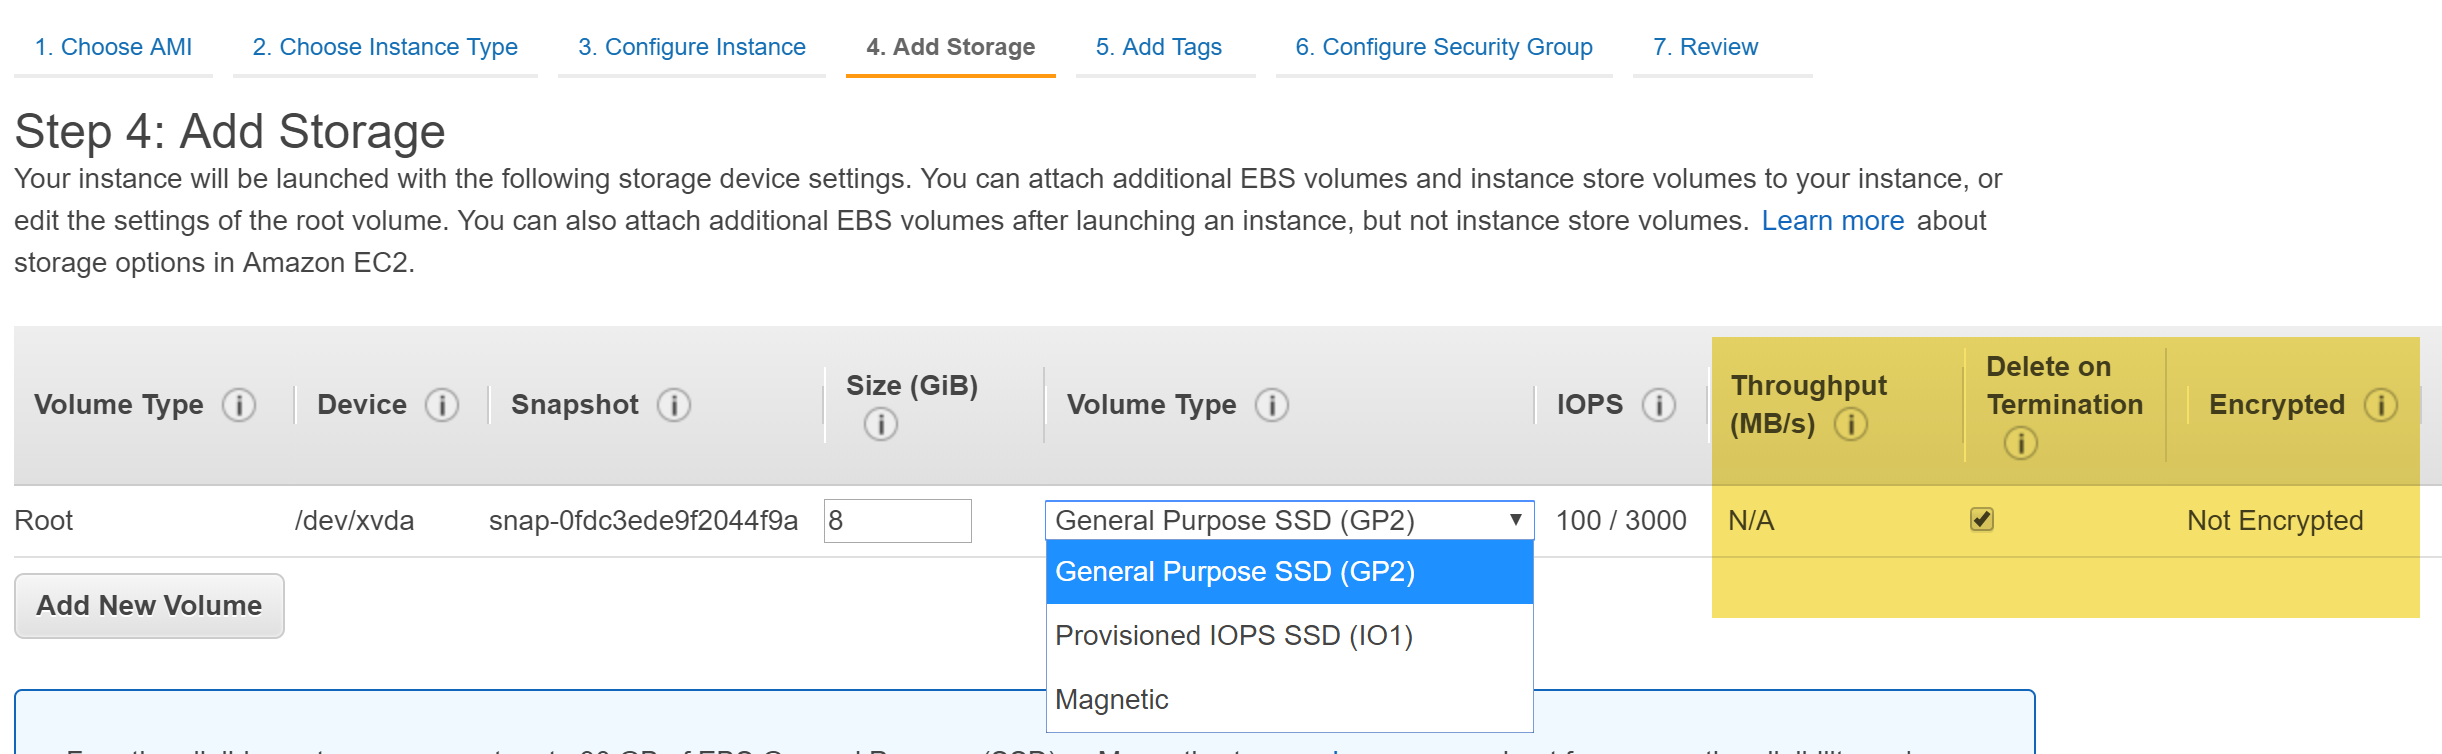 1. Choose AMI 2. Choose Instance Type 3. Configure Instance 4. Add Storage 5. Add Tags 6. Configure Security Group 7. Review
Step 4: Add Storage
Your instance will be launched with the following storage device settings. You can attach additional EBS volumes and instance store volumes to your instance, or
edit the settings of the root volume. You can also attach additional EBS volumes after launching an instance, but not instance store volumes. Learn more about
storage options in Amazon EC2.
Volume Type Device Snapshot Size (GiB) Volume Type IOPS Throughput (MB/s) Delete on Termination Encrypted
Root /dev/xvda snap-0fdc3ede9f2044f9a 8 General Purpose SSD (GP2) 100 / 3000 N/A Not Encrypted
General Purpose SSD (GP2)
Provisioned IOPS SSD (IO1)
Magnetic
Add New Volume